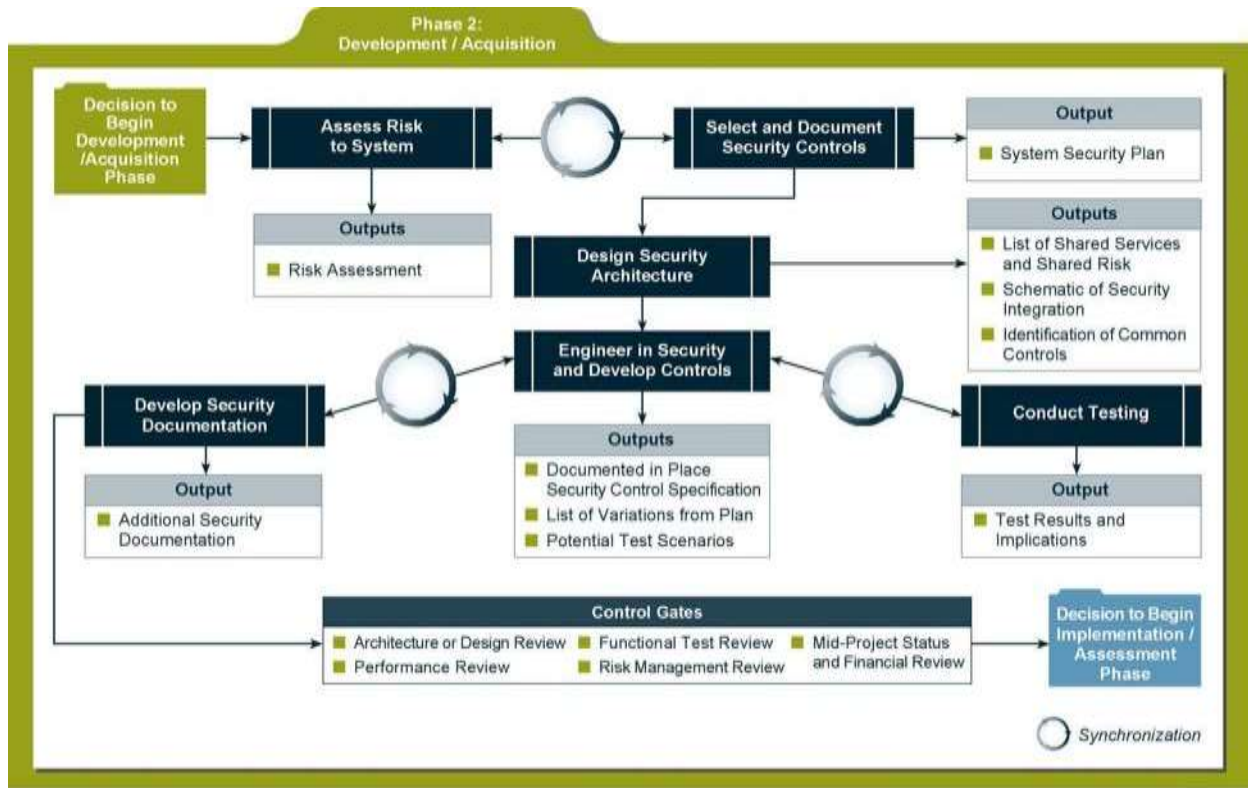 Phase 2:
Development / Acquisition
Decision to
Begin
Development
/Acquisition
Phase
Assess Risk
to System
Select and Document
Security Controls
Output
System Security Plan
Outputs
Risk Assessment
Design Security
Architecture
Outputs
List of Shared Services
and Shared Risk
Schematic of Security
Integration
Identification of Common
Controls
Engineer in Security
and Develop Controls
Develop Security
Documentation
Conduct Testing
Output
Additional Security
Documentation
Outputs
Documented in Place
Security Control Specification
List of Variations from Plan
Potential Test Scenarios
Output
Test Results and
Implications
Control Gates
Architecture or Design Review
Performance Review
Functional Test Review
Risk Management Review
Mid-Project Status
and Financial Review
Decision to Begin
Implementation /
Assessment
Phase
Synchronization